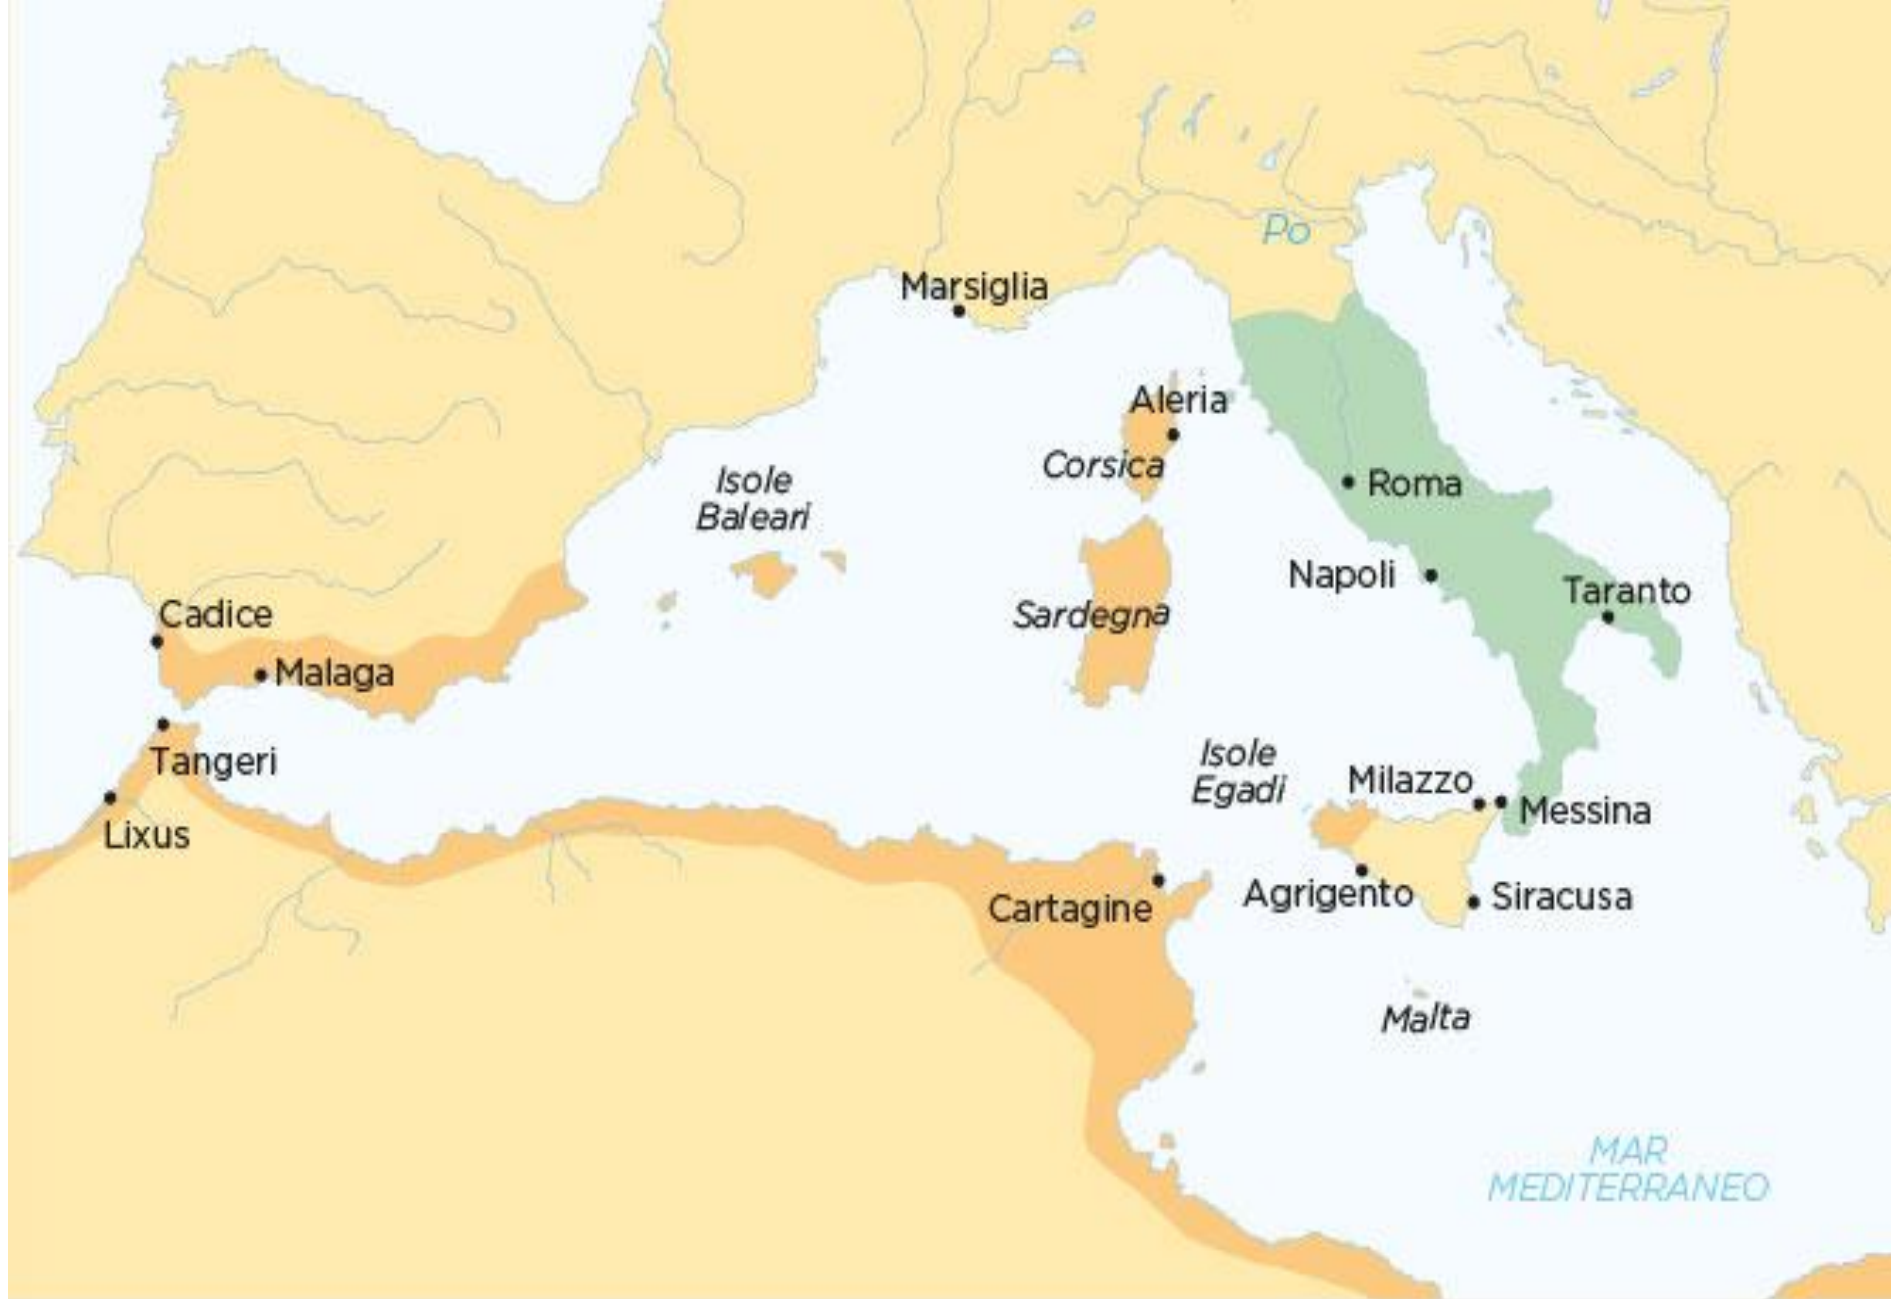 Po
Marsiglia
Aleria
Corsica
Isole
Baleari
Roma
Napoli
Taranto
Sardegna
Cadice
Malaga
Tangeri
Lixus
Isole
Egadi
Milazzo
Messina
Cartagine
Agrigento
Siracusa
Malta
MAR
MEDITERRANEO